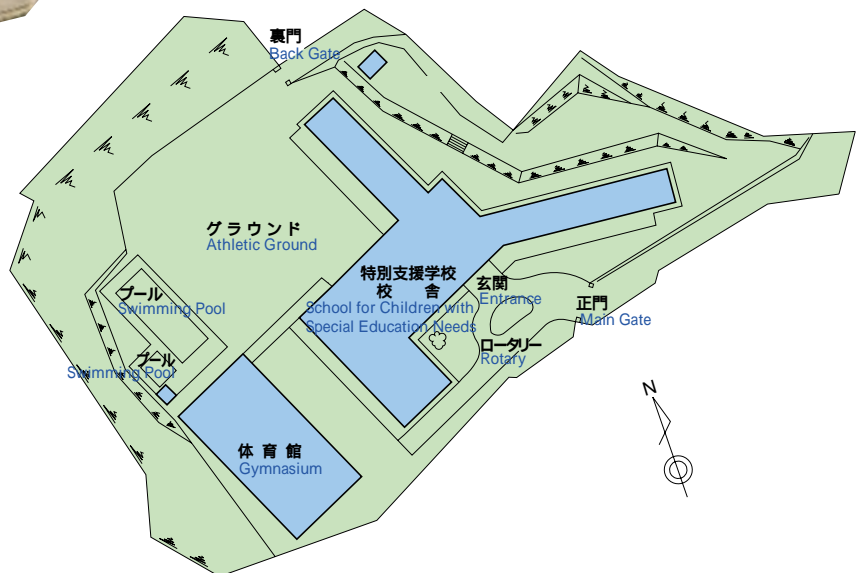 裏門
Back Gate
グラウンド
Athletic Ground
プール
Swimming Pool
プール
Swimming Pool
特別支援学校
校 舎
School for Children with
Special Education Needs
玄関
Entrance
正門
Main Gate
ロータリー
Rotary
体育館
Gymnasium
N